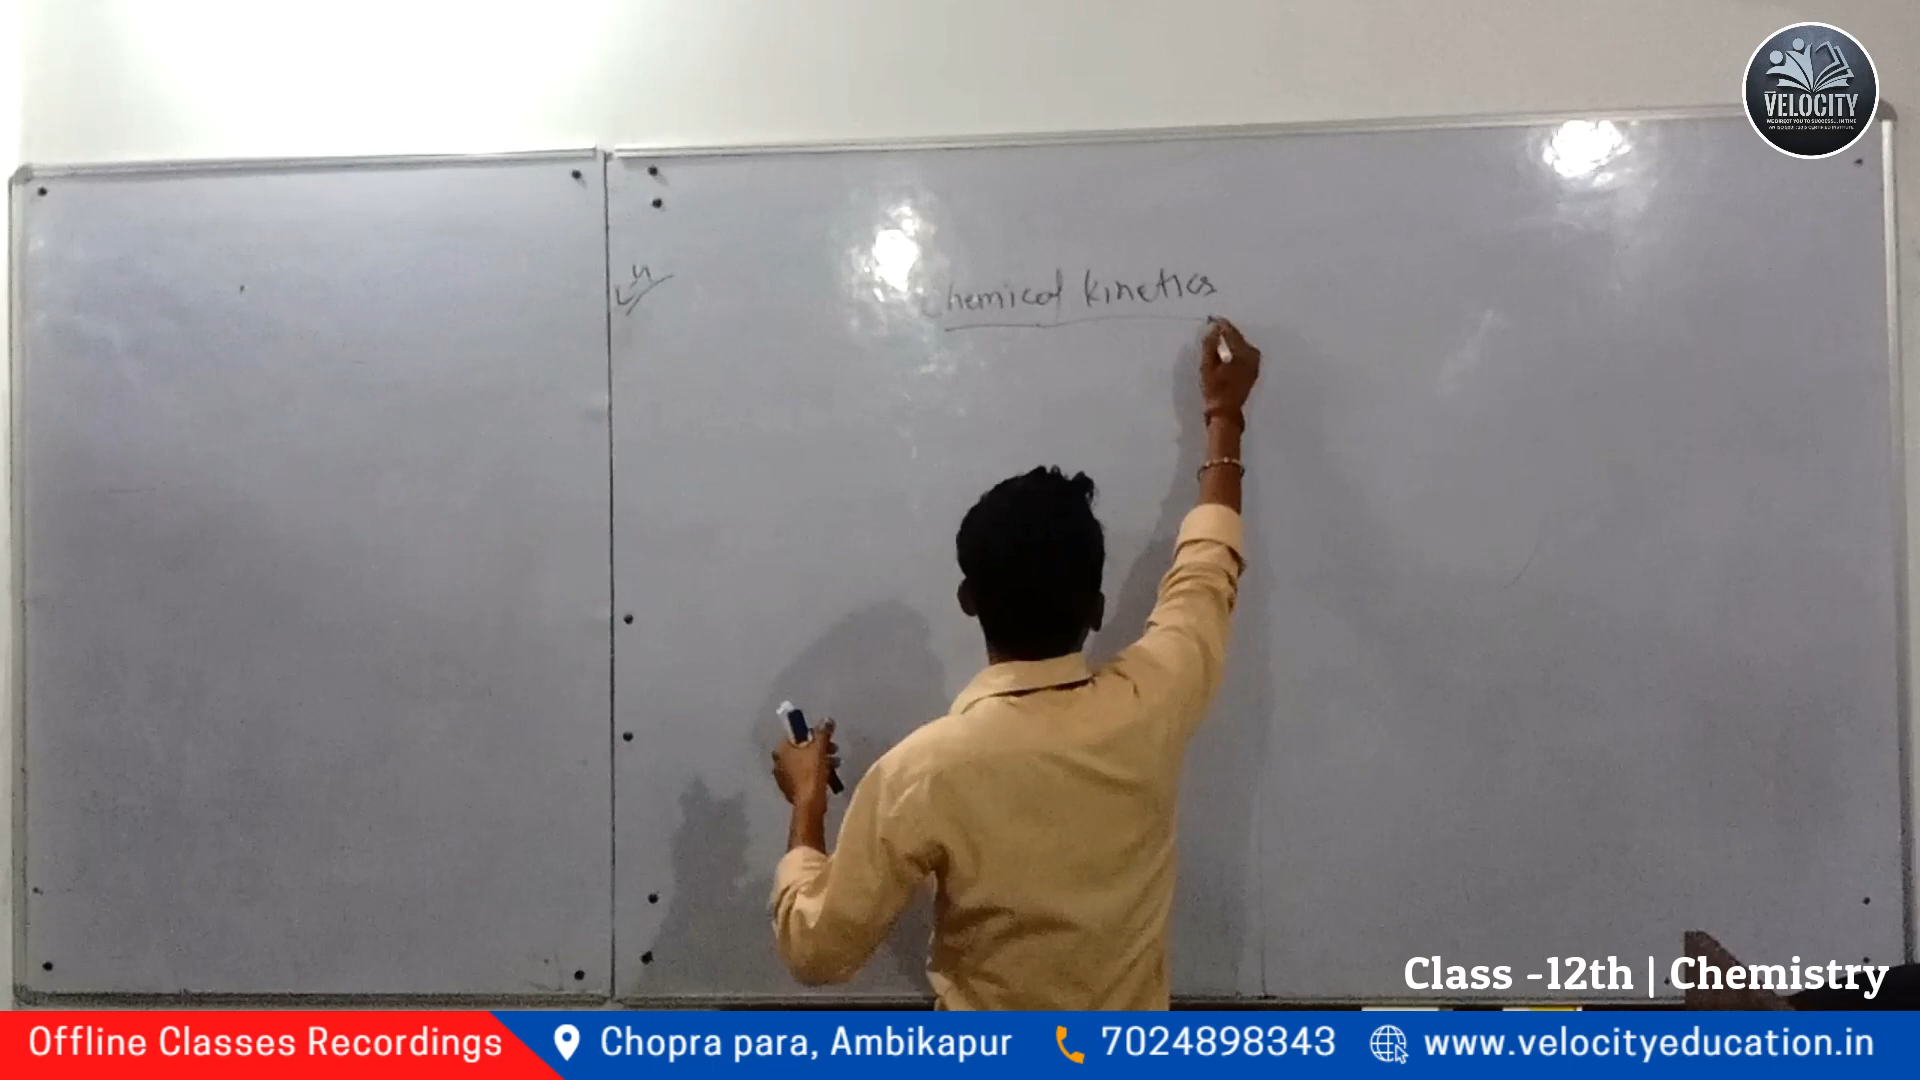 VELOCITY
Chemical kinetics
Class -12th | Chemistry
Offline Classes Recordings
Chopra para, Ambikapur
7024898343
www.velocityeducation.in